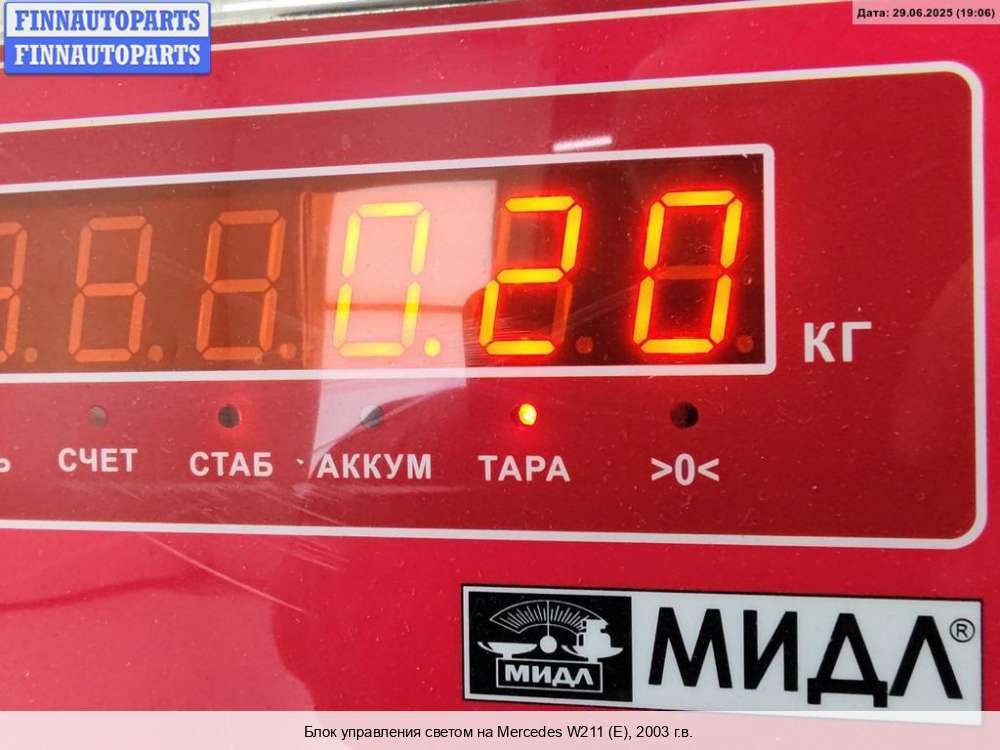 FINNAUTOPARTS
FINNAUTOPARTS
Дата: 29.06.2025 (19:06)
0.20
КГ
СЧЕТ СТАБ АККУМ ТАРА >0<
МИДЛ
МИДЛ®
Блок управления светом на Mercedes W211 (E), 2003 г.в.